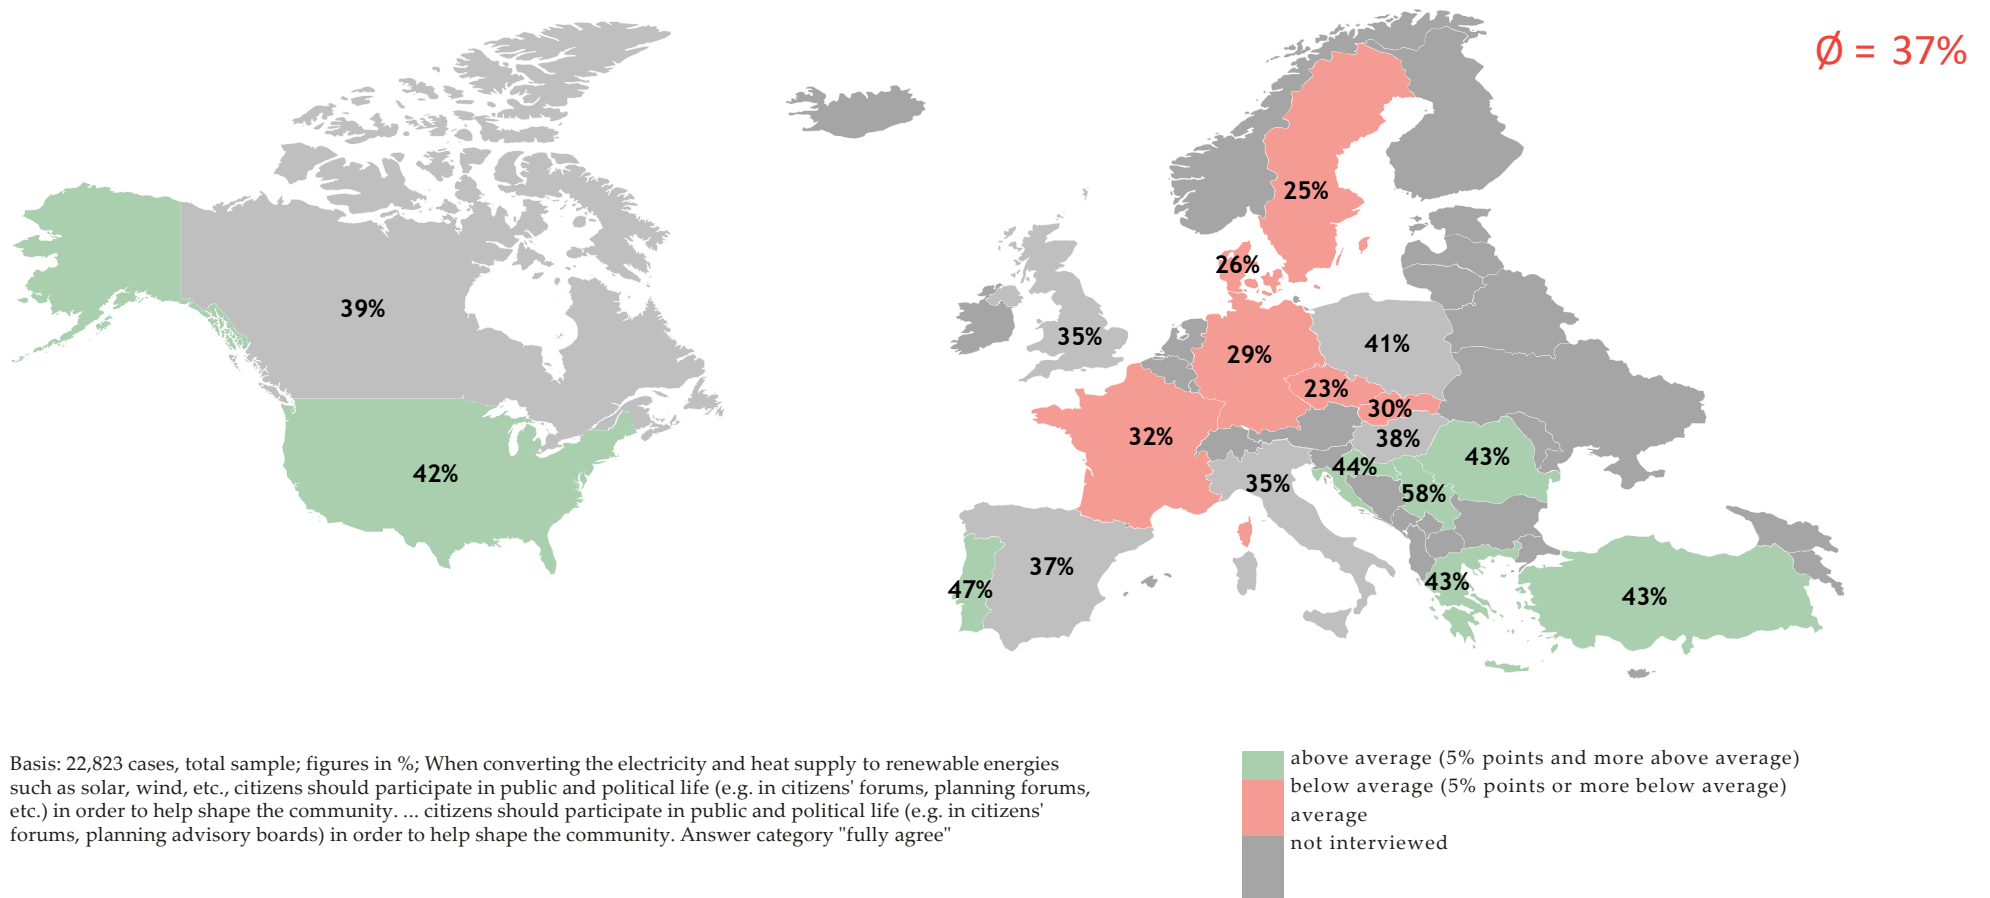 Ø = 37%
25%
26%
39%
35%
41%
29%
23%
30%
32%
38%
43%
44%
42%
35%
58%
37%
47%
43%
43%
Basis: 22,823 cases, total sample; figures in %; When converting the electricity and heat supply to renewable energies
such as solar, wind, etc., citizens should participate in public and political life (e.g. in citizens' forums, planning forums,
etc.) in order to help shape the community. ... citizens should participate in public and political life (e.g. in citizens'
forums, planning advisory boards) in order to help shape the community. Answer category "fully agree"
above average (5% points and more above average)
below average (5% points or more below average)
average
not interviewed